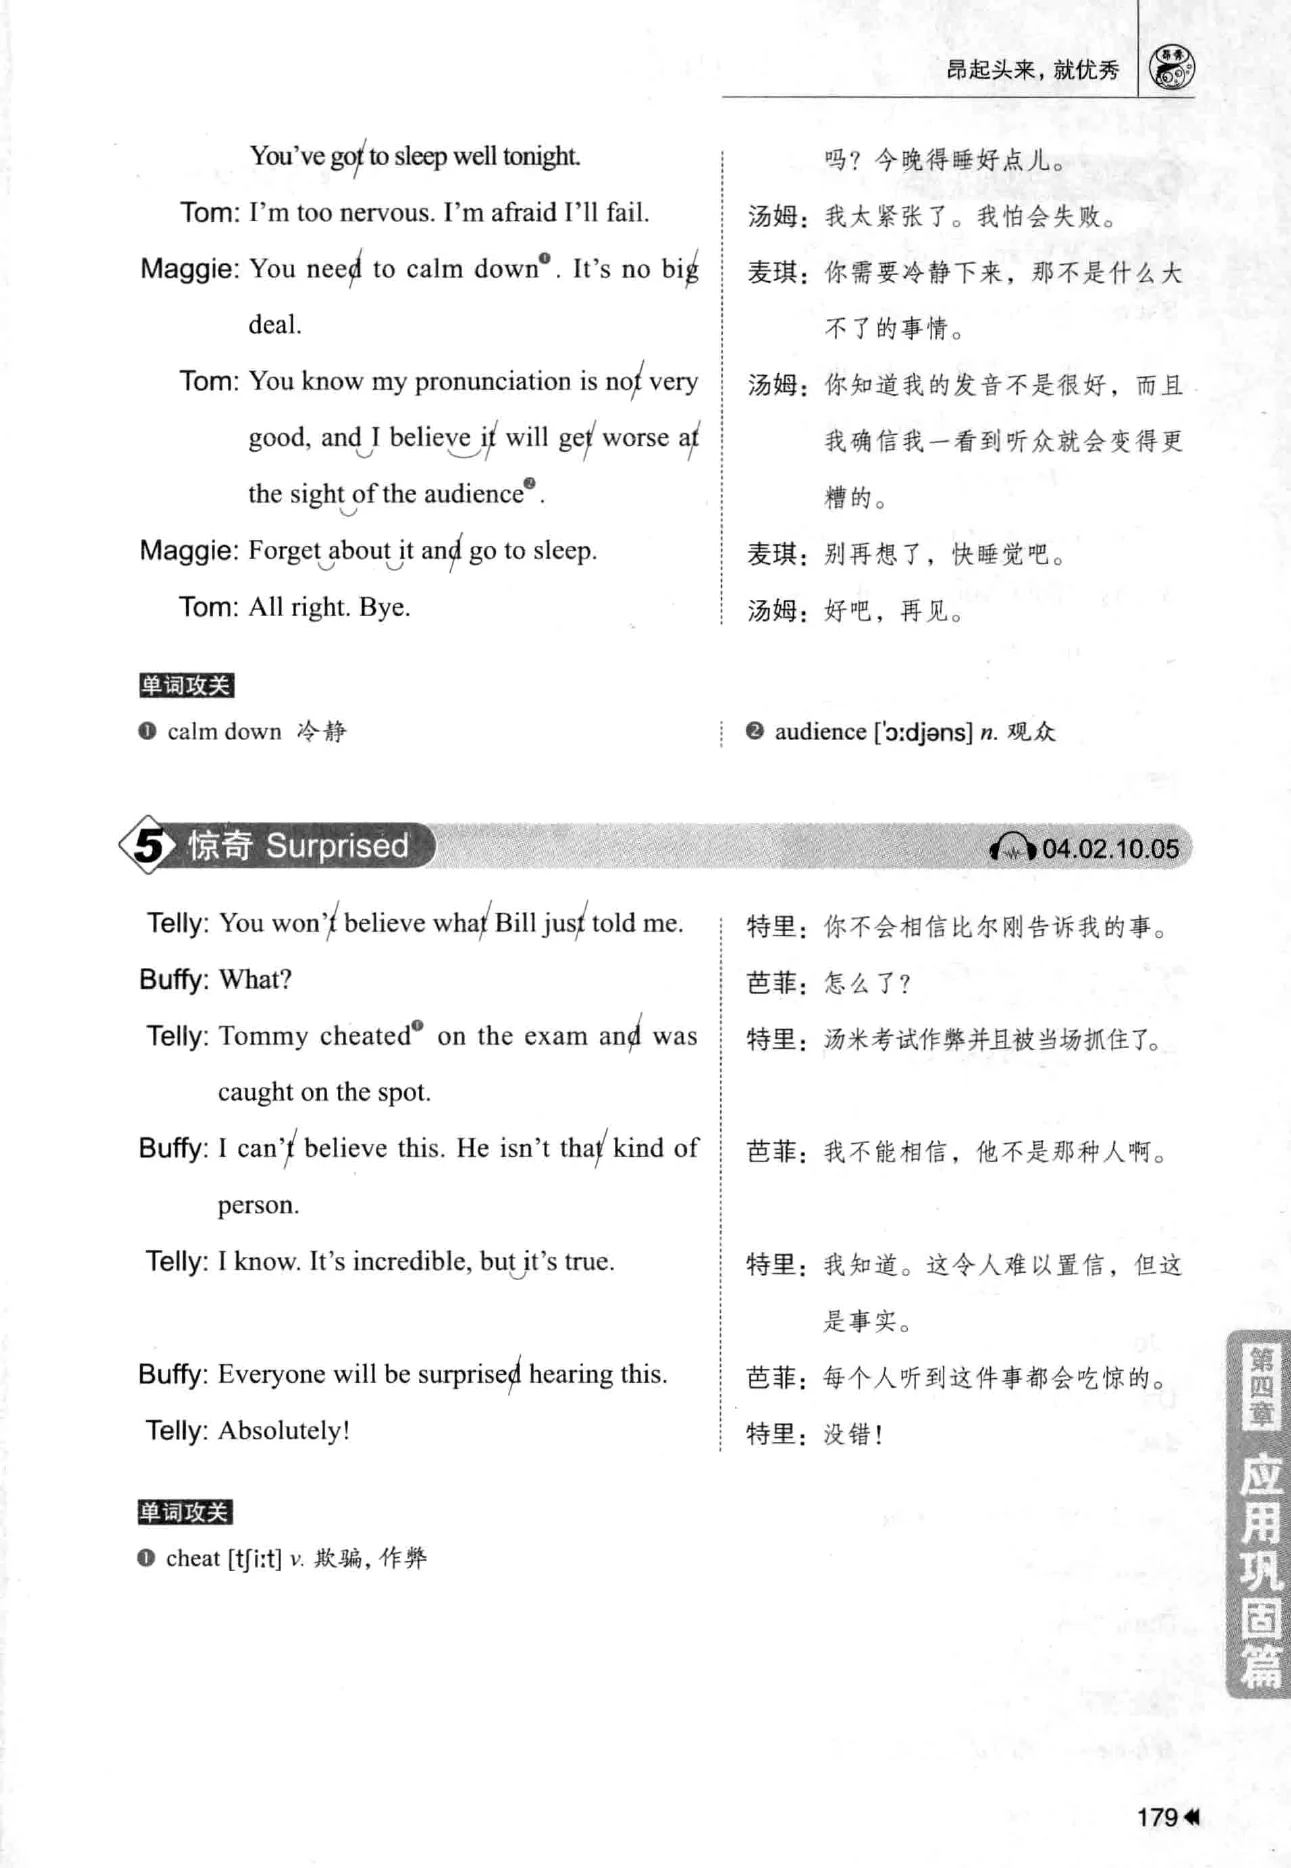 昂起头来，就优秀
昂秀
You've got to sleep well tonight.
吗？今晚得睡好点儿。
Tom: I'm too nervous. I'm afraid I'll fail.
汤姆：我太紧张了。我怕会失败。
Maggie: You need to calm down❶. It's no big
deal.
麦琪：你需要冷静下来，那不是什么大
不了的事情。
Tom: You know my pronunciation is not very
good, and I believe it will get worse at
the sight of the audience❷.
汤姆：你知道我的发音不是很好，而且
我确信我一看到听众就会变得更
糟的。
Maggie: Forget about it and go to sleep.
麦琪：别再想了，快睡觉吧。
Tom: All right. Bye.
汤姆：好吧，再见。
单词攻关
❶ calm down 冷静
❷ audience ['ɔ:djəns] n. 观众
5 惊奇 Surprised
04.02.10.05
Telly: You won't believe what Bill just told me.
特里：你不会相信比尔刚告诉我的事。
Buffy: What?
芭菲：怎么了？
Telly: Tommy cheated❶ on the exam and was
caught on the spot.
特里：汤米考试作弊并且被当场抓住了。
Buffy: I can't believe this. He isn't that kind of
person.
芭菲：我不能相信，他不是那种人啊。
Telly: I know. It's incredible, but it's true.
特里：我知道。这令人难以置信，但这
是事实。
Buffy: Everyone will be surprised hearing this.
芭菲：每个人听到这件事都会吃惊的。
Telly: Absolutely!
特里：没错！
单词攻关
❶ cheat [tʃi:t] v. 欺骗，作弊
第四章
应用巩固篇
179